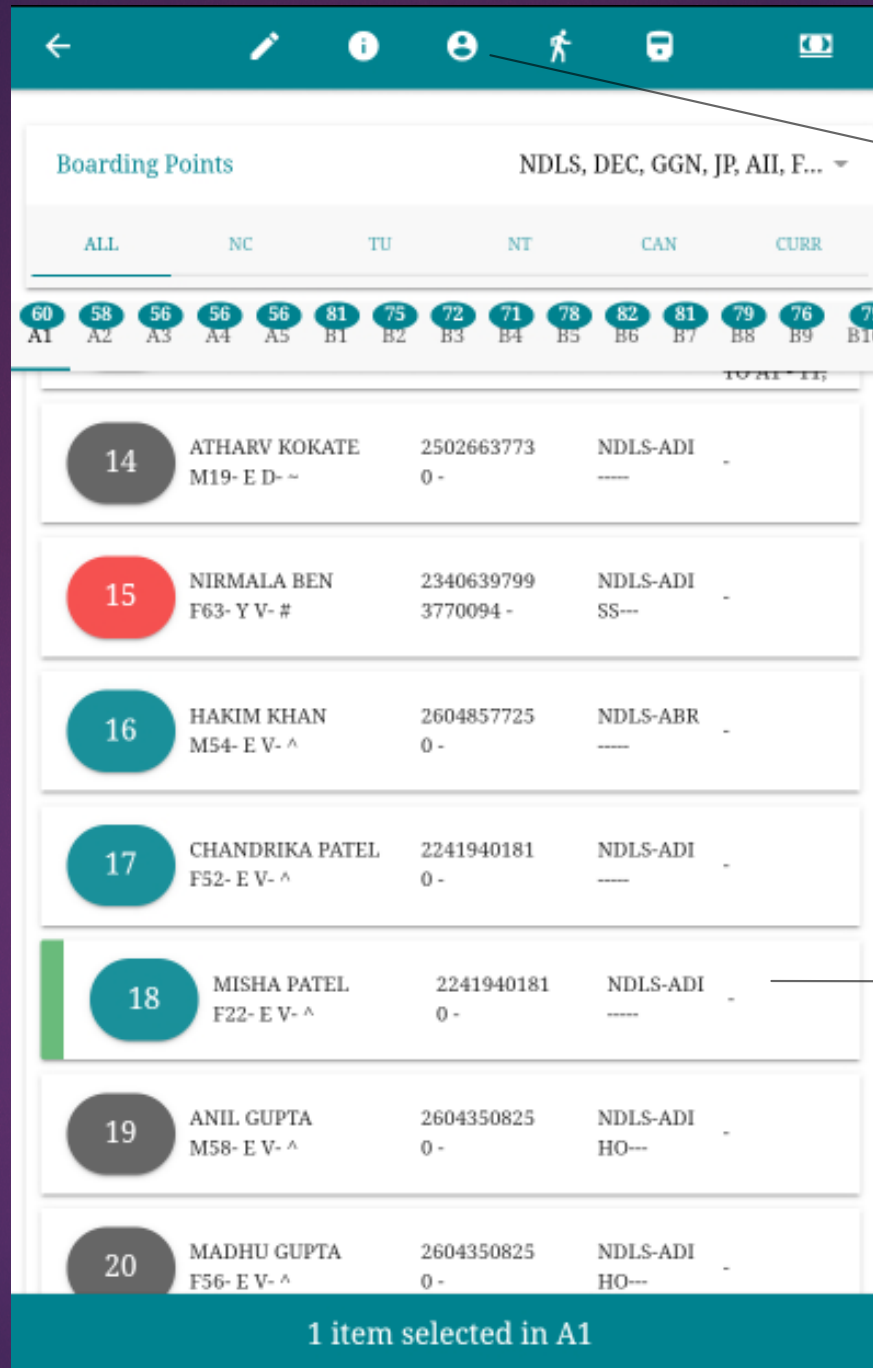 Boarding Points NDLS, DEC, GGN, JP, AII, F...
ALL NC TU NT CAN CURR
60 58 56 56 56 81 75 72 71 78 82 81 79 76
A1 A2 A3 A4 A5 B1 B2 B3 B4 B5 B6 B7 B8 B9
14 ATHARV KOKATE 2502663773 NDLS-ADI -
M19- E D- ~ 0 - -----
15 NIRMALA BEN 2340639799 NDLS-ADI -
F63- Y V- # 3770094 - SS---
16 HAKIM KHAN 2604857725 NDLS-ABR -
M54- E V- ^ 0 - -----
17 CHANDRIKA PATEL 2241940181 NDLS-ADI -
F52- E V- ^ 0 - -----
18 MISHA PATEL 2241940181 NDLS-ADI -
F22- E V- ^ 0 - -----
19 ANIL GUPTA 2604350825 NDLS-ADI -
M58- E V- ^ 0 - HO---
20 MADHU GUPTA 2604350825 NDLS-ADI -
F56- E V- ^ 0 - HO---
1 item selected in A1